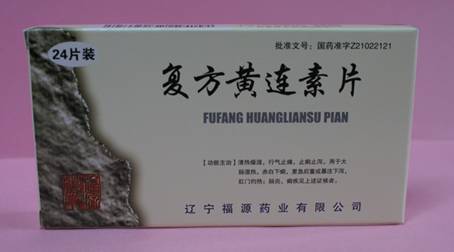 24片装
批准文号：国药准字Z21022121
复方黄连素片
FUFANG HUANGLIANSU PIAN
【功能主治】清热燥湿，行气止痛，止痢止泻。用于大
肠湿热，赤白下痢，里急后重或暴注下泻，
肛门灼热；肠炎、痢疾见上述证候者。
辽宁福源药业有限公司